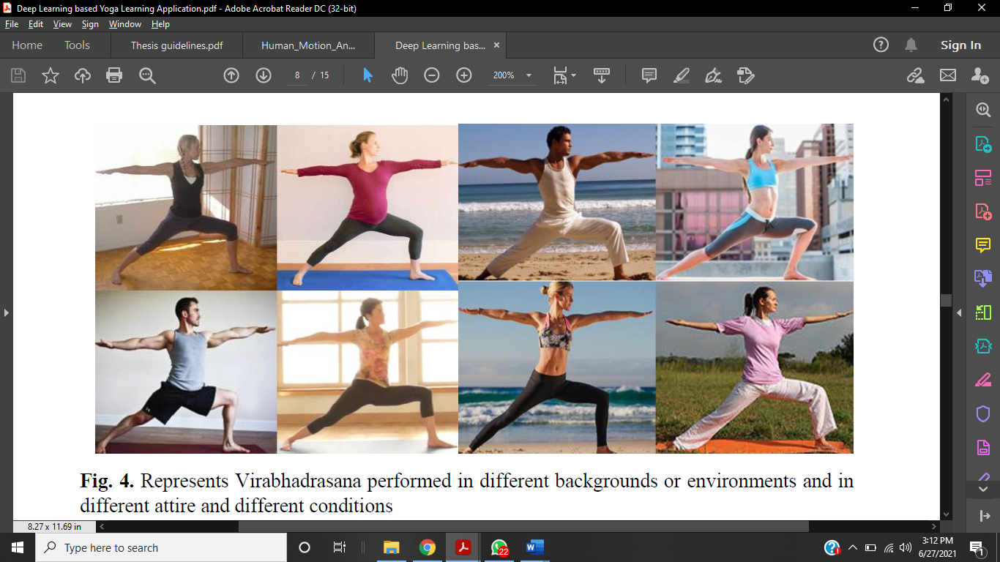 Deep Learning based Yoga Learning Application.pdf - Adobe Acrobat Reader DC (32-bit)
File Edit View Sign Window Help
Home Tools Thesis guidelines.pdf Human_Motion_An... Deep Learning bas... ×
Sign In
8 / 15 200%
Fig. 4. Represents Virabhadrasana performed in different backgrounds or environments and in
different attire and different conditions
8.27 x 11.69 in
Type here to search
22
3:12 PM
6/27/2021
1